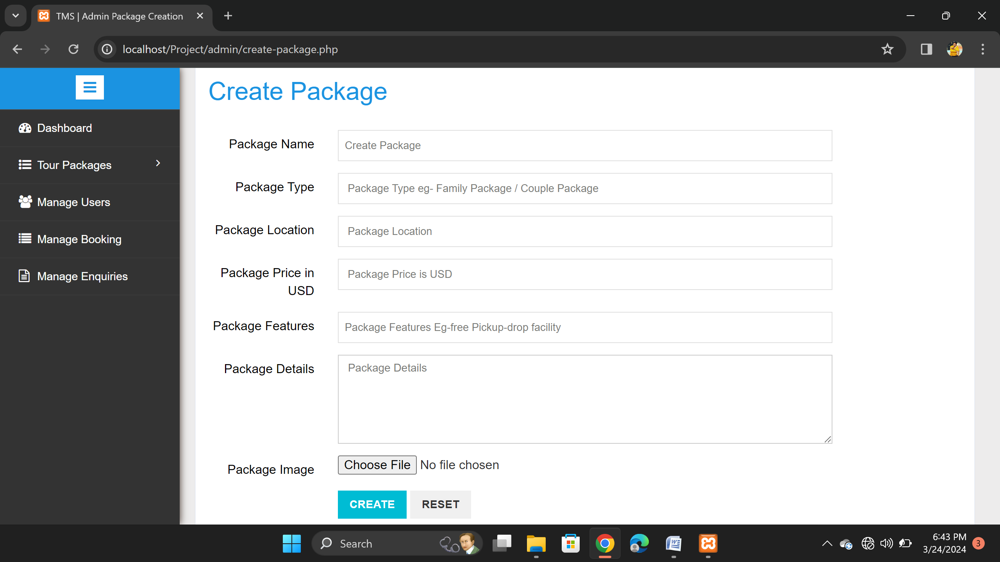 TMS | Admin Package Creation
localhost/Project/admin/create-package.php
Dashboard
Tour Packages
Manage Users
Manage Booking
Manage Enquiries
Create Package
Package Name
Create Package
Package Type
Package Type eg- Family Package / Couple Package
Package Location
Package Location
Package Price in
USD
Package Price is USD
Package Features
Package Features Eg-free Pickup-drop facility
Package Details
Package Details
Package Image
Choose File No file chosen
CREATE
RESET
Search
6:43 PM
3/24/2024
3